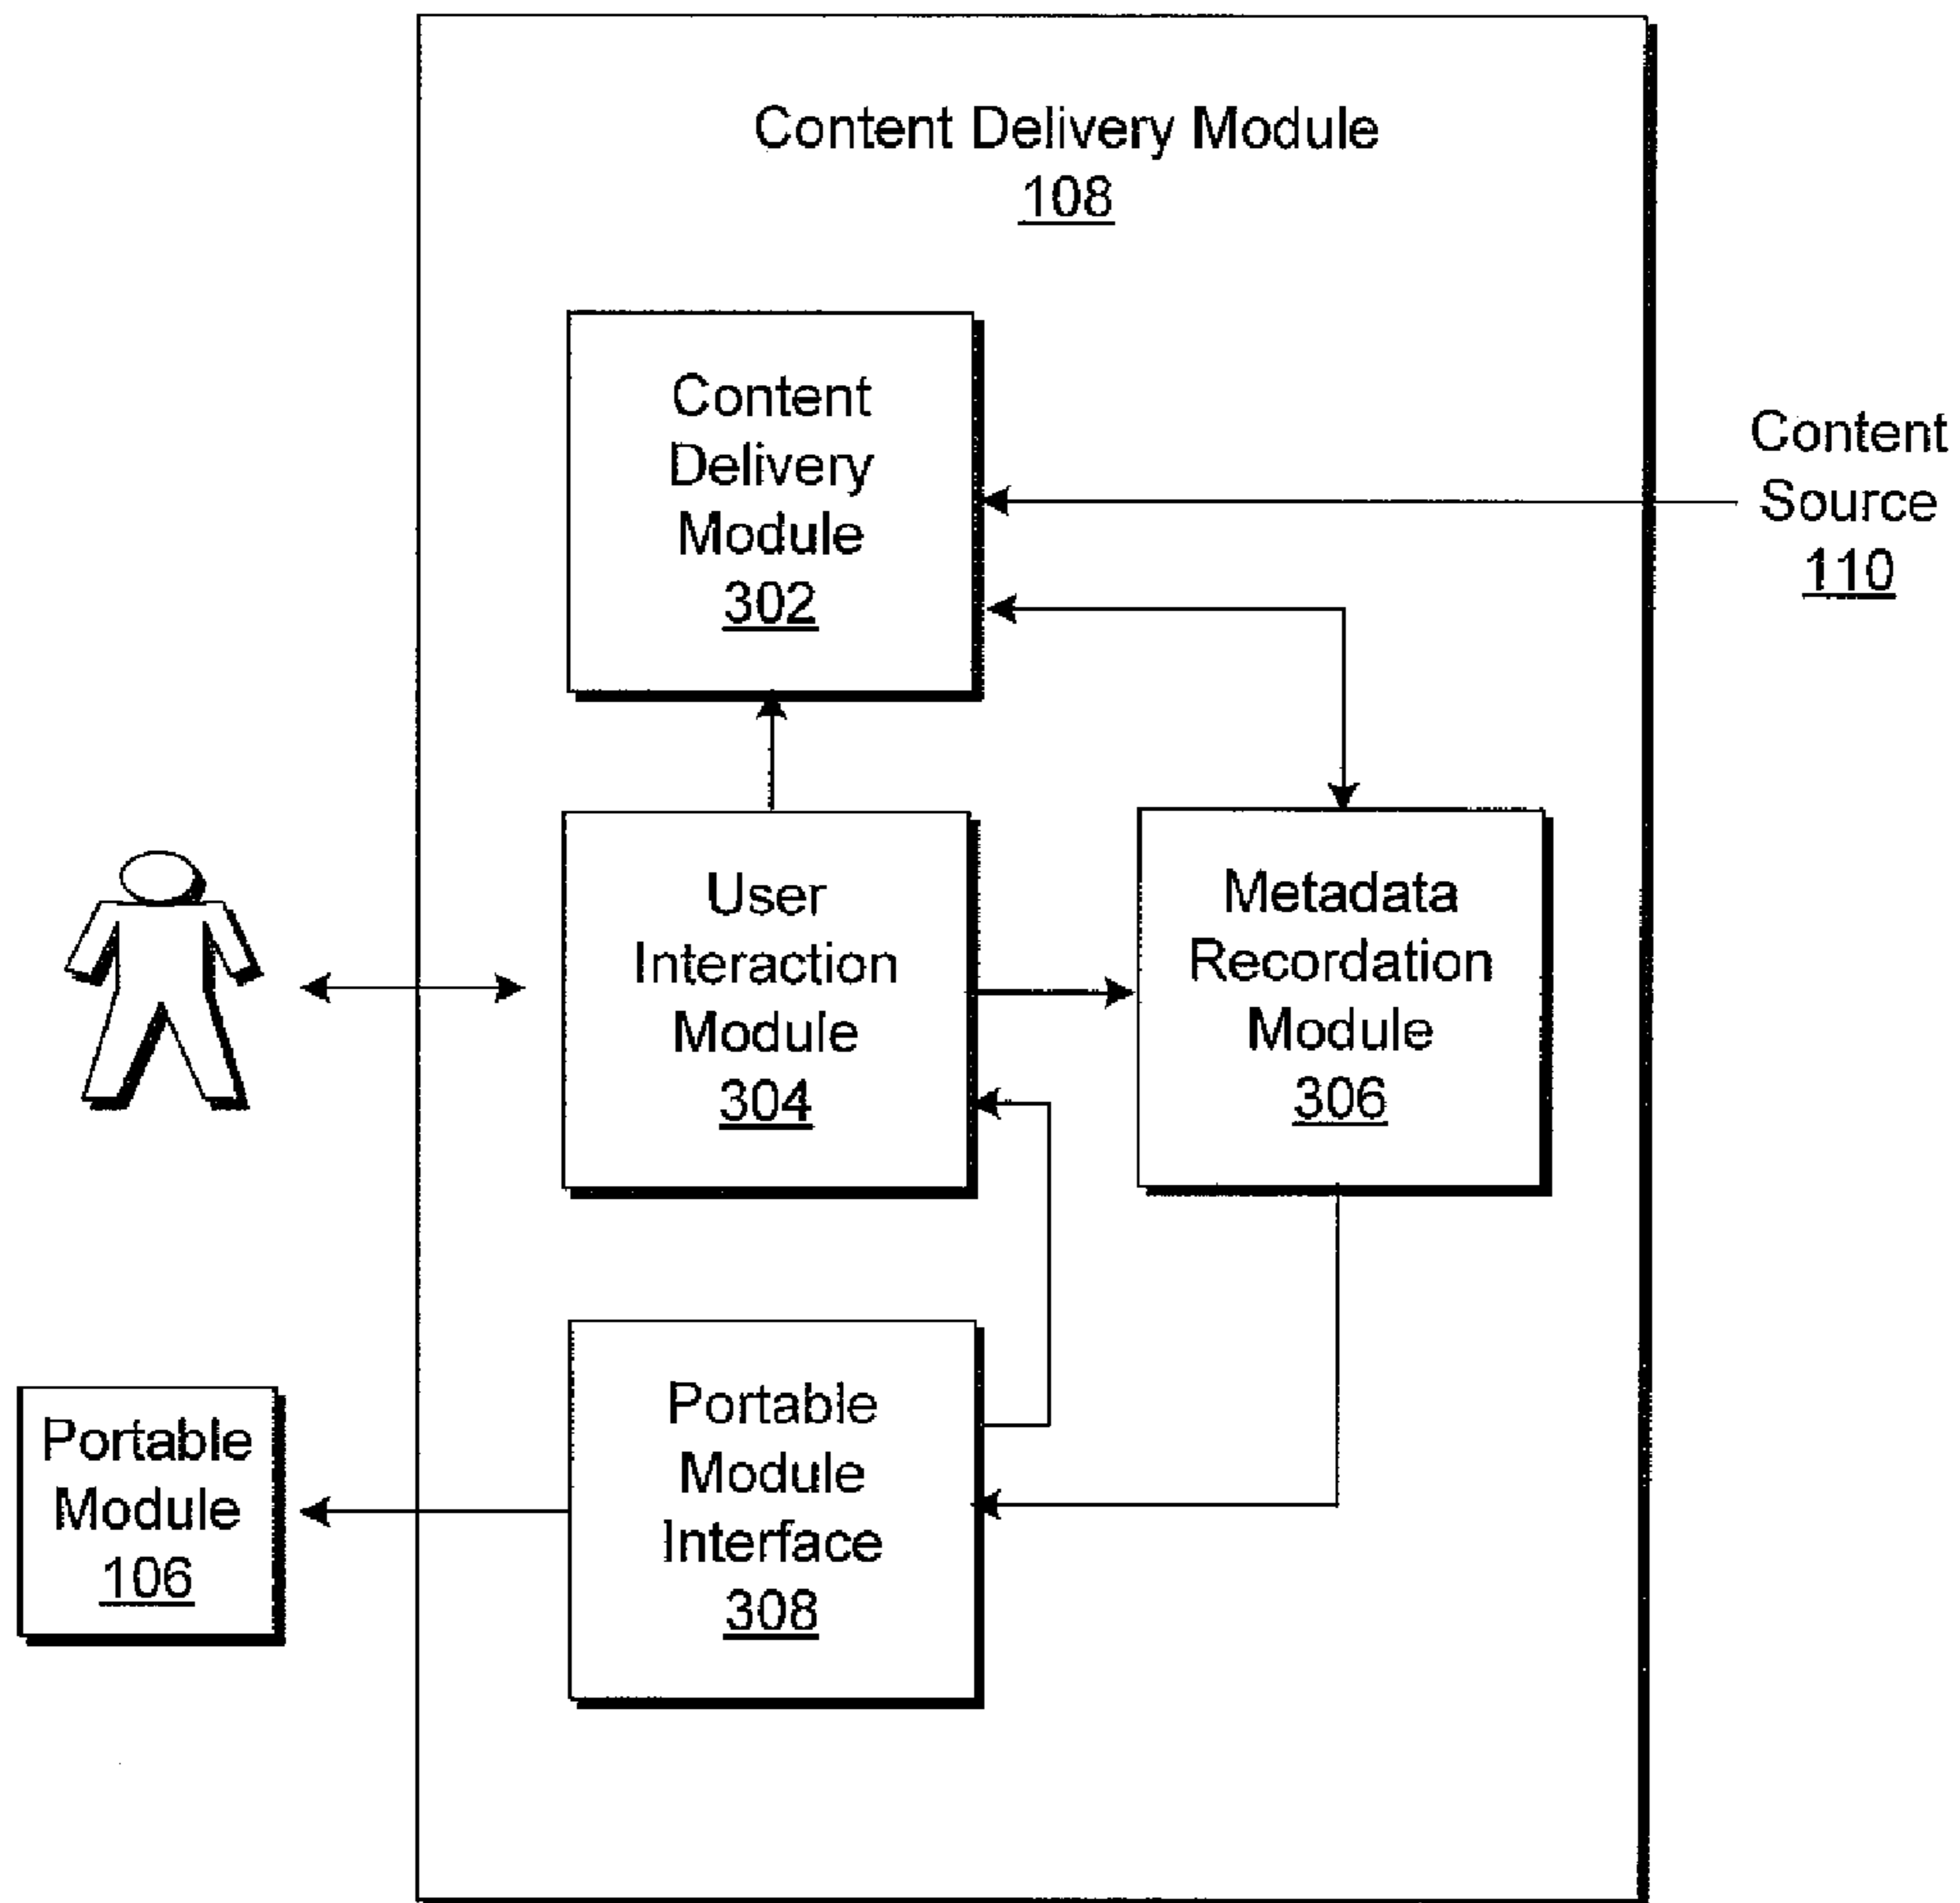 Content Delivery Module
108
Content
Delivery
Module
302
Content
Source
110
User
Interaction
Module
304
Metadata
Recordation
Module
306
Portable
Module
Interface
308
Portable
Module
106